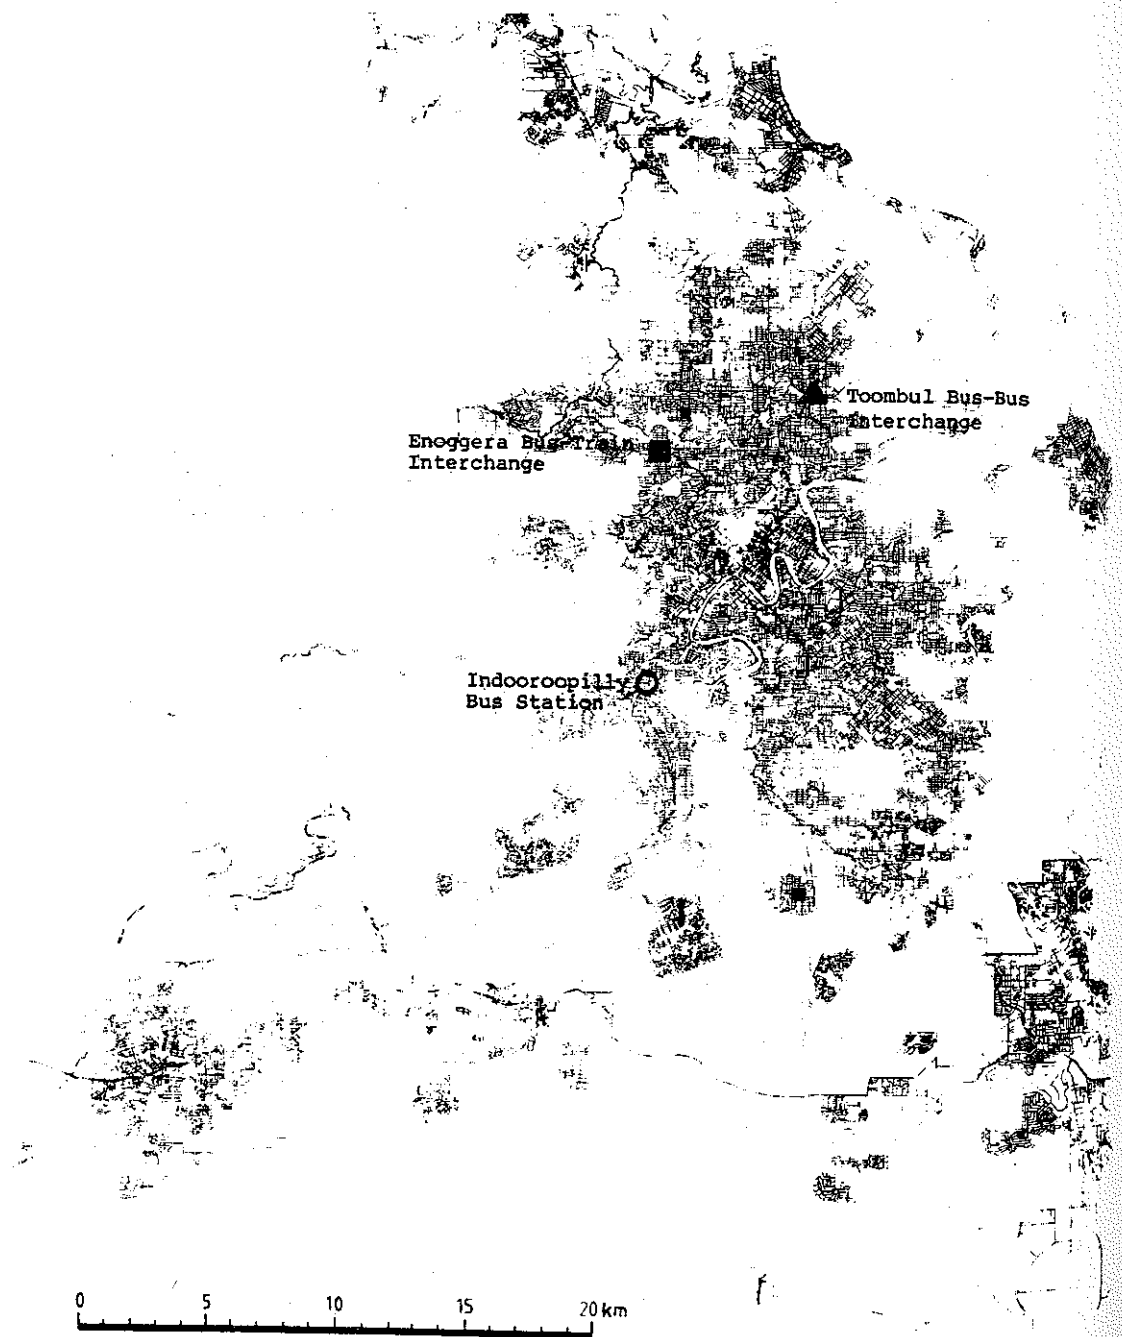 Toombul Bus-Bus
Interchange
Enoggera Bus-Train
Interchange
Indooroopilly
Bus Station
0 5 10 15 20 km